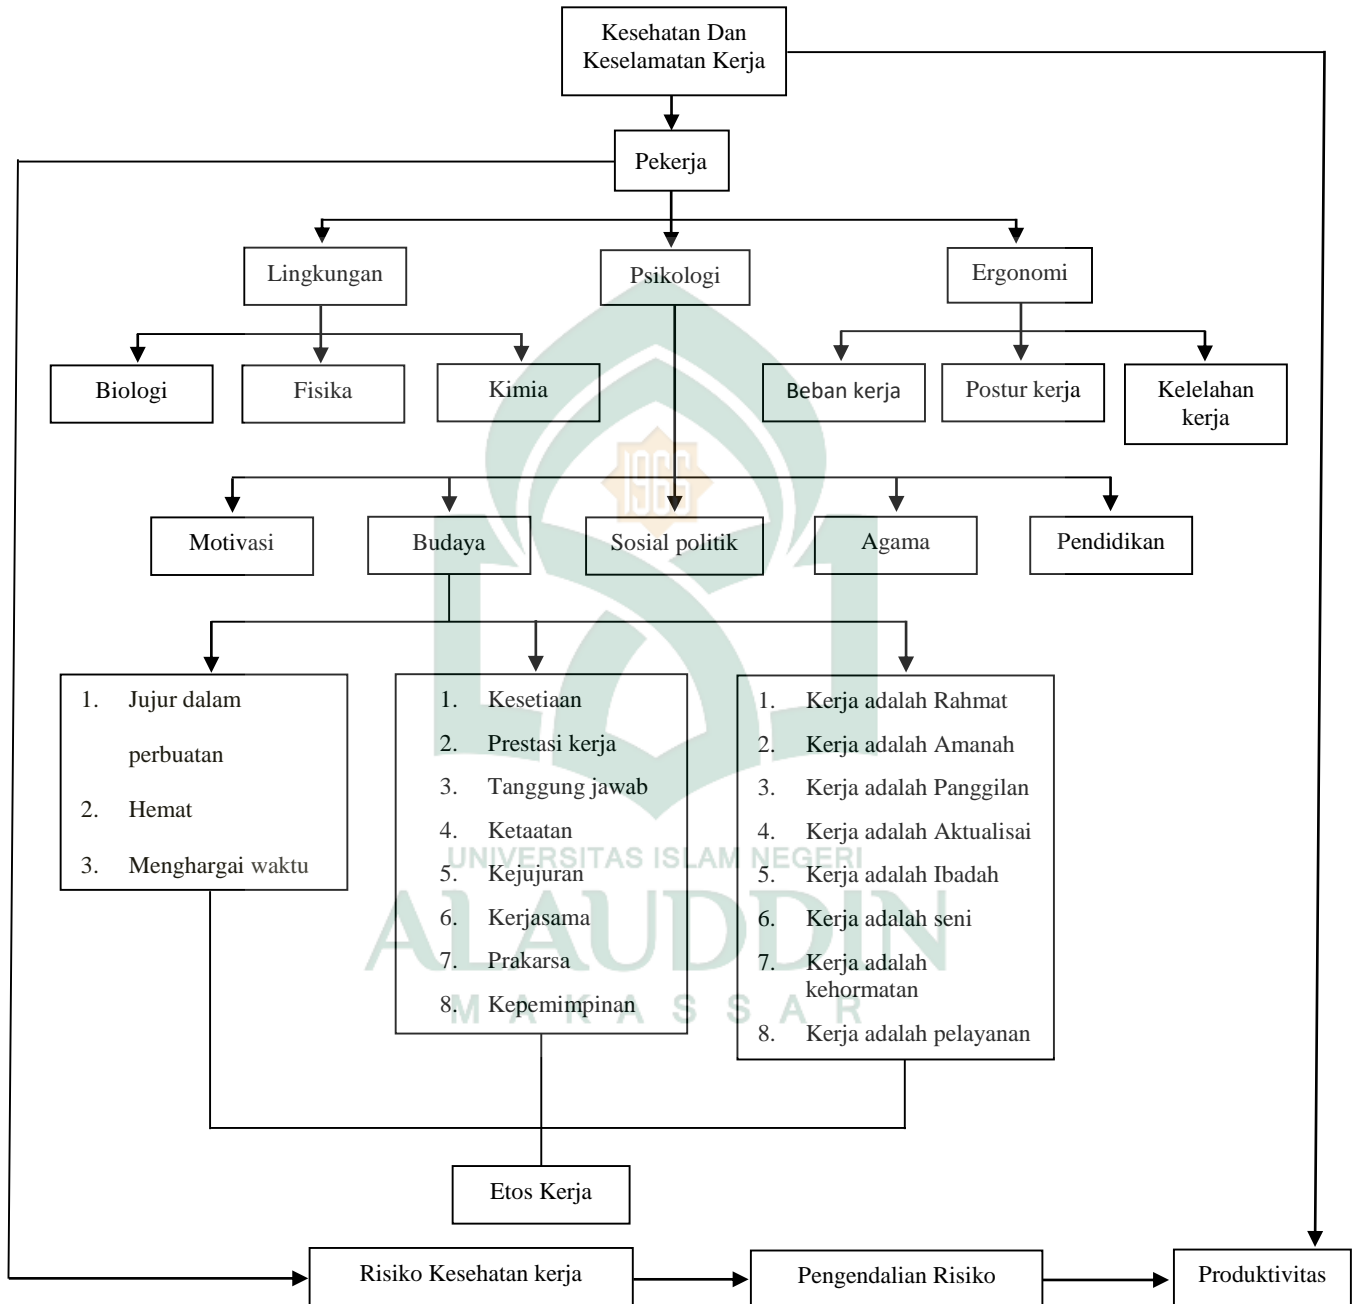 Kesehatan Dan
Keselamatan Kerja
Pekerja
Lingkungan
Psikologi
Ergonomi
Biologi
Fisika
Kimia
Beban kerja
Postur kerja
Kelelahan
kerja
1965
Motivasi
Budaya
Sosial politik
Agama
Pendidikan
1. Jujur dalam
perbuatan
2. Hemat
3. Menghargai waktu
1. Kesetiaan
2. Prestasi kerja
3. Tanggung jawab
4. Ketaatan
5. Kejujuran
6. Kerjasama
7. Prakarsa
8. Kepemimpinan
1. Kerja adalah Rahmat
2. Kerja adalah Amanah
3. Kerja adalah Panggilan
4. Kerja adalah Aktualisai
5. Kerja adalah Ibadah
6. Kerja adalah seni
7. Kerja adalah
kehormatan
8. Kerja adalah pelayanan
UNIVERSITAS ISLAM NEGERI
ALAUDDIN
MAKASSAR
Etos Kerja
Risiko Kesehatan kerja
Pengendalian Risiko
Produktivitas